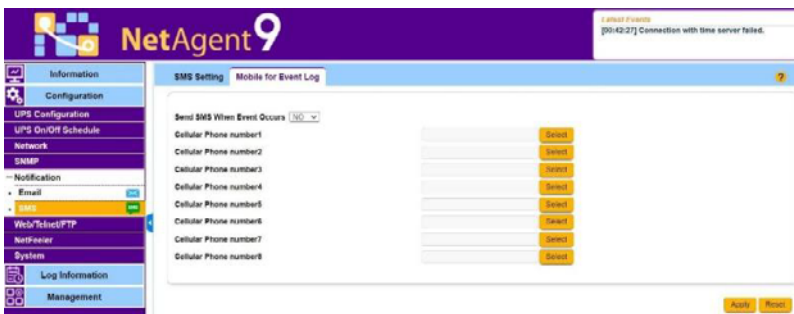 NetAgent 9
Latest Events
[00:42:27] Connection with time server failed.
Information
Configuration
UPS Configuration
UPS On/Off Schedule
Network
SNMP
Notification
Email
SMS
Web/Telnet/FTP
NetFeeler
System
Log Information
Management
SMS Setting
Mobile for Event Log
?
Send SMS When Event Occurs NO
Cellular Phone number1 Select
Cellular Phone number2 Select
Cellular Phone number3 Select
Cellular Phone number4 Select
Cellular Phone number5 Select
Cellular Phone number6 Select
Cellular Phone number7 Select
Cellular Phone number8 Select
Apply Reset